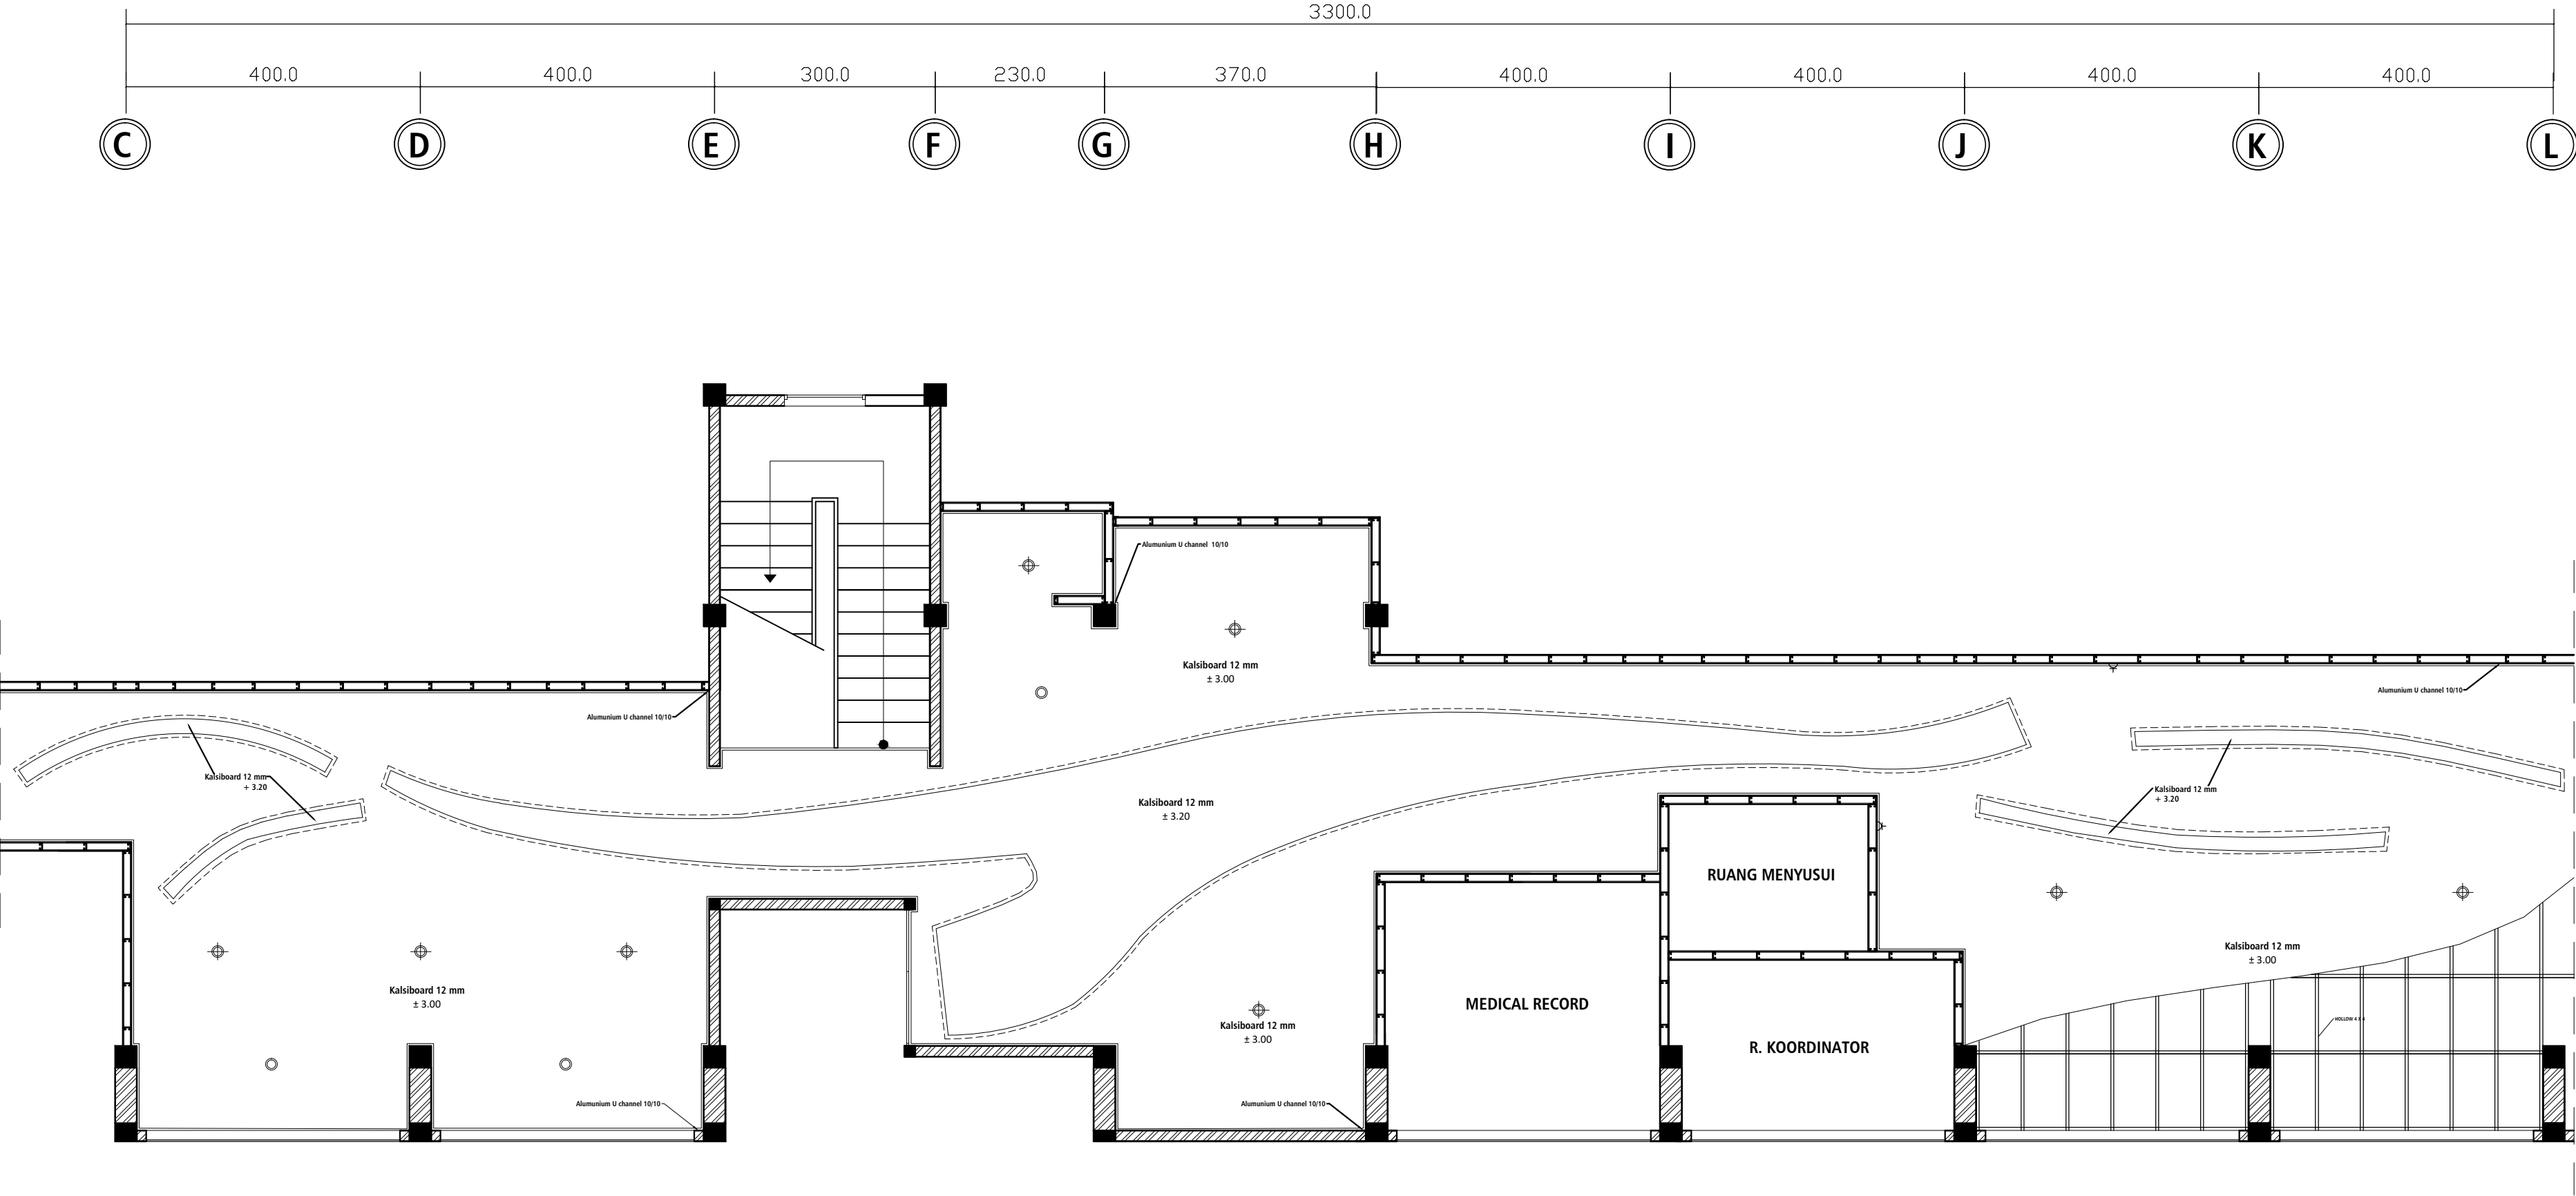 3300.0
400.0 400.0 300.0 230.0 370.0 400.0 400.0 400.0 400.0
C D E F G H I J K L
Alumunium U channel 10/10
Kalsiboard 12 mm
± 3.00
Alumunium U channel 10/10
Alumunium U channel 10/10
Kalsiboard 12 mm
+ 3.20
Kalsiboard 12 mm
+ 3.20
Kalsiboard 12 mm
± 3.20
RUANG MENYUSUI
Kalsiboard 12 mm
± 3.00
Kalsiboard 12 mm
± 3.00
MEDICAL RECORD
Kalsiboard 12 mm
± 3.00
HOLLOW 4 X 4
R. KOORDINATOR
Alumunium U channel 10/10
Alumunium U channel 10/10